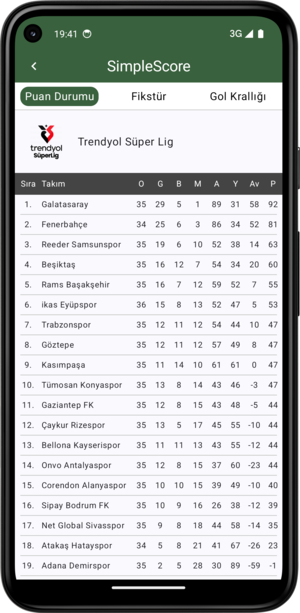 19:41 3G
SimpleScore
Puan Durumu Fikstür Gol Krallığı
trendyol
süperlig
Trendyol Süper Lig
Sıra Takım O G B M A Y Av P
1. Galatasaray 35 29 5 1 89 31 58 92
2. Fenerbahçe 34 25 6 3 86 34 52 81
3. Reeder Samsunspor 35 19 6 10 52 38 14 63
4. Beşiktaş 35 16 12 7 54 34 20 60
5. Rams Başakşehir 35 16 7 12 59 52 7 55
6. ikas Eyüpspor 36 15 8 13 52 47 5 53
7. Trabzonspor 35 12 11 12 54 44 10 47
8. Göztepe 35 12 11 12 57 49 8 47
9. Kasımpaşa 35 11 14 10 61 61 0 47
10. Tümosan Konyaspor 35 13 8 14 43 46 -3 47
11. Gaziantep FK 35 12 8 15 43 48 -5 44
12. Çaykur Rizespor 35 13 5 17 45 55 -10 44
13. Bellona Kayserispor 35 11 11 13 43 55 -12 44
14. Onvo Antalyaspor 35 12 8 15 37 60 -23 44
15. Corendon Alanyaspor 35 10 10 15 39 49 -10 40
16. Sipay Bodrum FK 35 10 9 16 26 38 -12 39
17. Net Global Sivasspor 35 9 8 18 44 58 -14 35
18. Atakaş Hatayspor 34 5 8 21 41 67 -26 23
19. Adana Demirspor 35 2 5 28 30 89 -59 -1